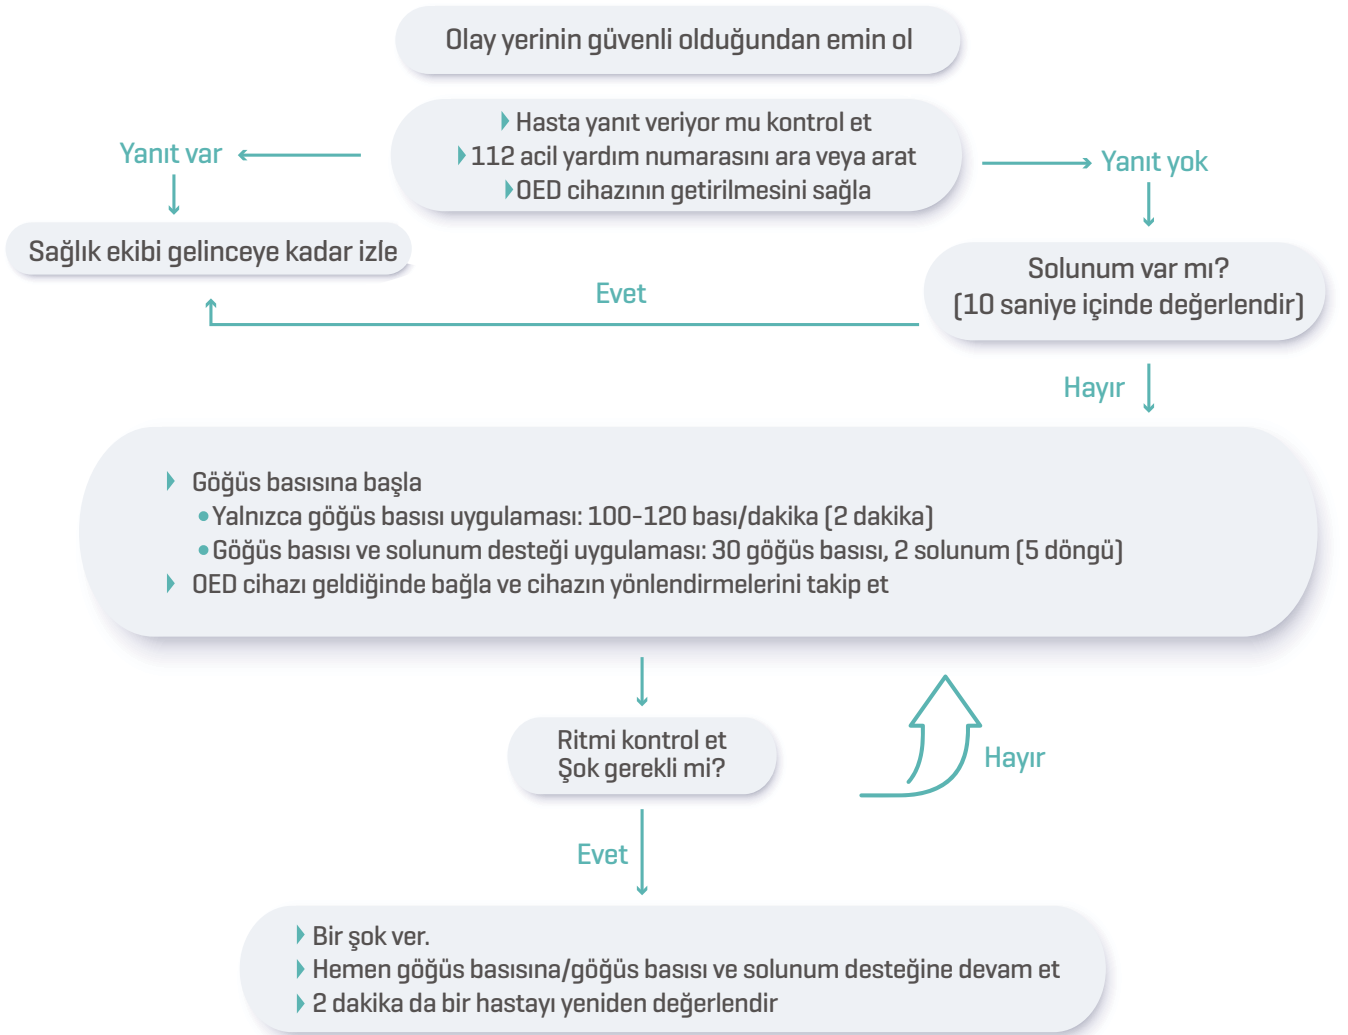 Olay yerinin güvenli olduğundan emin ol
Hasta yanıt veriyor mu kontrol et
112 acil yardım numarasını ara veya arat
OED cihazının getirilmesini sağla
Yanıt var
Yanıt yok
Sağlık ekibi gelinceye kadar izle
Solunum var mı?
(10 saniye içinde değerlendir)
Evet
Hayır
Göğüs basısına başla
•Yalnızca göğüs basısı uygulaması: 100-120 bası/dakika (2 dakika)
•Göğüs basısı ve solunum desteği uygulaması: 30 göğüs basısı, 2 solunum (5 döngü)
OED cihazı geldiğinde bağla ve cihazın yönlendirmelerini takip et
Ritmi kontrol et
Şok gerekli mi?
Hayır
Evet
Bir şok ver.
Hemen göğüs basısına/göğüs basısı ve solunum desteğine devam et
2 dakika da bir hastayı yeniden değerlendir